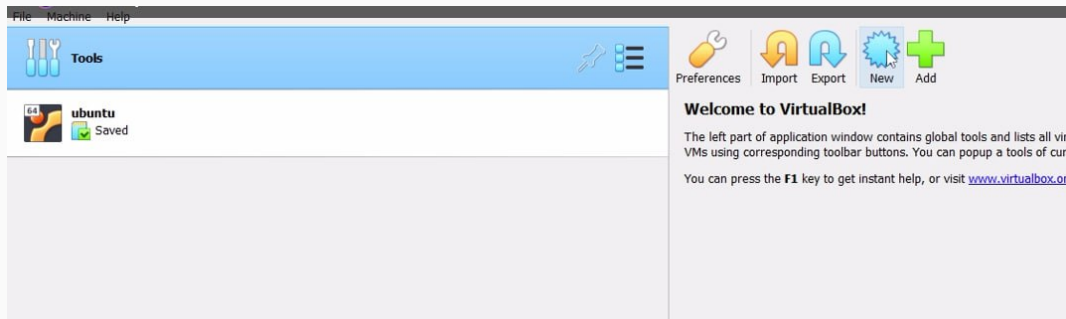 File Machine Help
Tools
64
ubuntu
Saved
Preferences Import Export New Add
Welcome to VirtualBox!
The left part of application window contains global tools and lists all
VMs using corresponding toolbar buttons. You can popup a tools of
You can press the F1 key to get instant help, or visit www.virtualbox.or